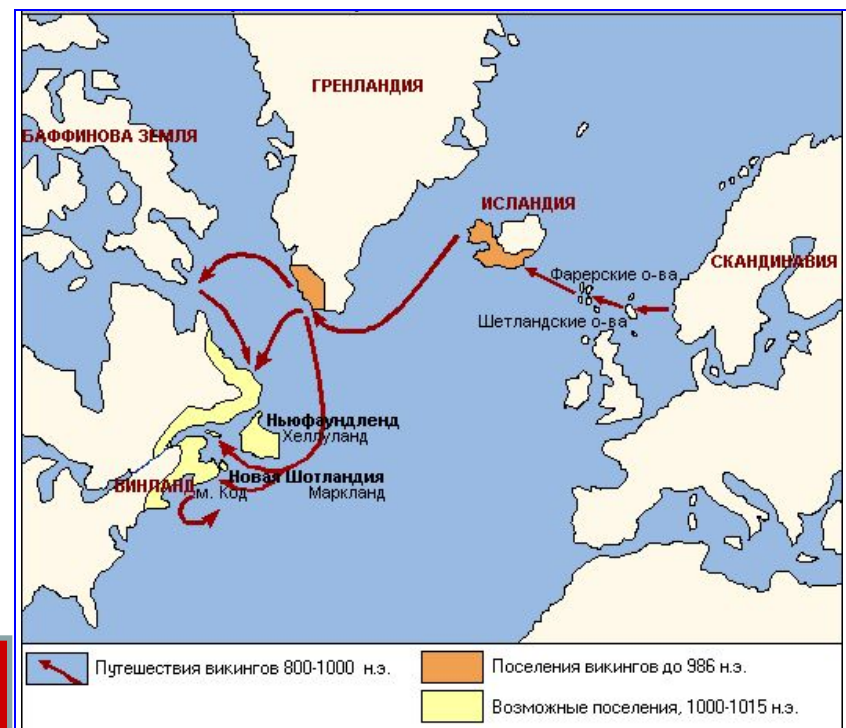 ГРЕНЛАНДИЯ
БАФФИНОВА ЗЕМЛЯ
ИСЛАНДИЯ
СКАНДИНАВИЯ
Фарерские о-ва
Шетландские о-ва
Ньюфаундленд
Хеллуланд
Новая Шотландия
ВИНЛАНД
м. Код
Маркланд
Путешествия викингов 800-1000 н.э.
Поселения викингов до 986 н.э.
Возможные поселения, 1000-1015 н.э.